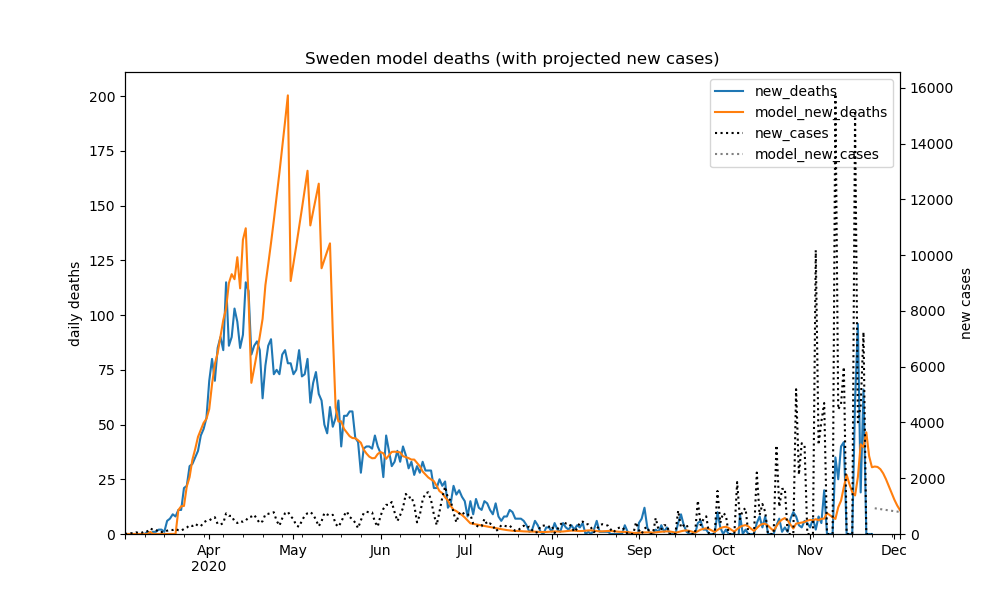 Sweden model deaths (with projected new cases)
daily deaths
200
175
150
125
100
75
50
25
0
new_deaths
model_new_deaths
new_cases
model_new_cases
16000
14000
12000
10000
8000
6000
4000
2000
0
new cases
Apr
2020
May
Jun
Jul
Aug
Sep
Oct
Nov
Dec